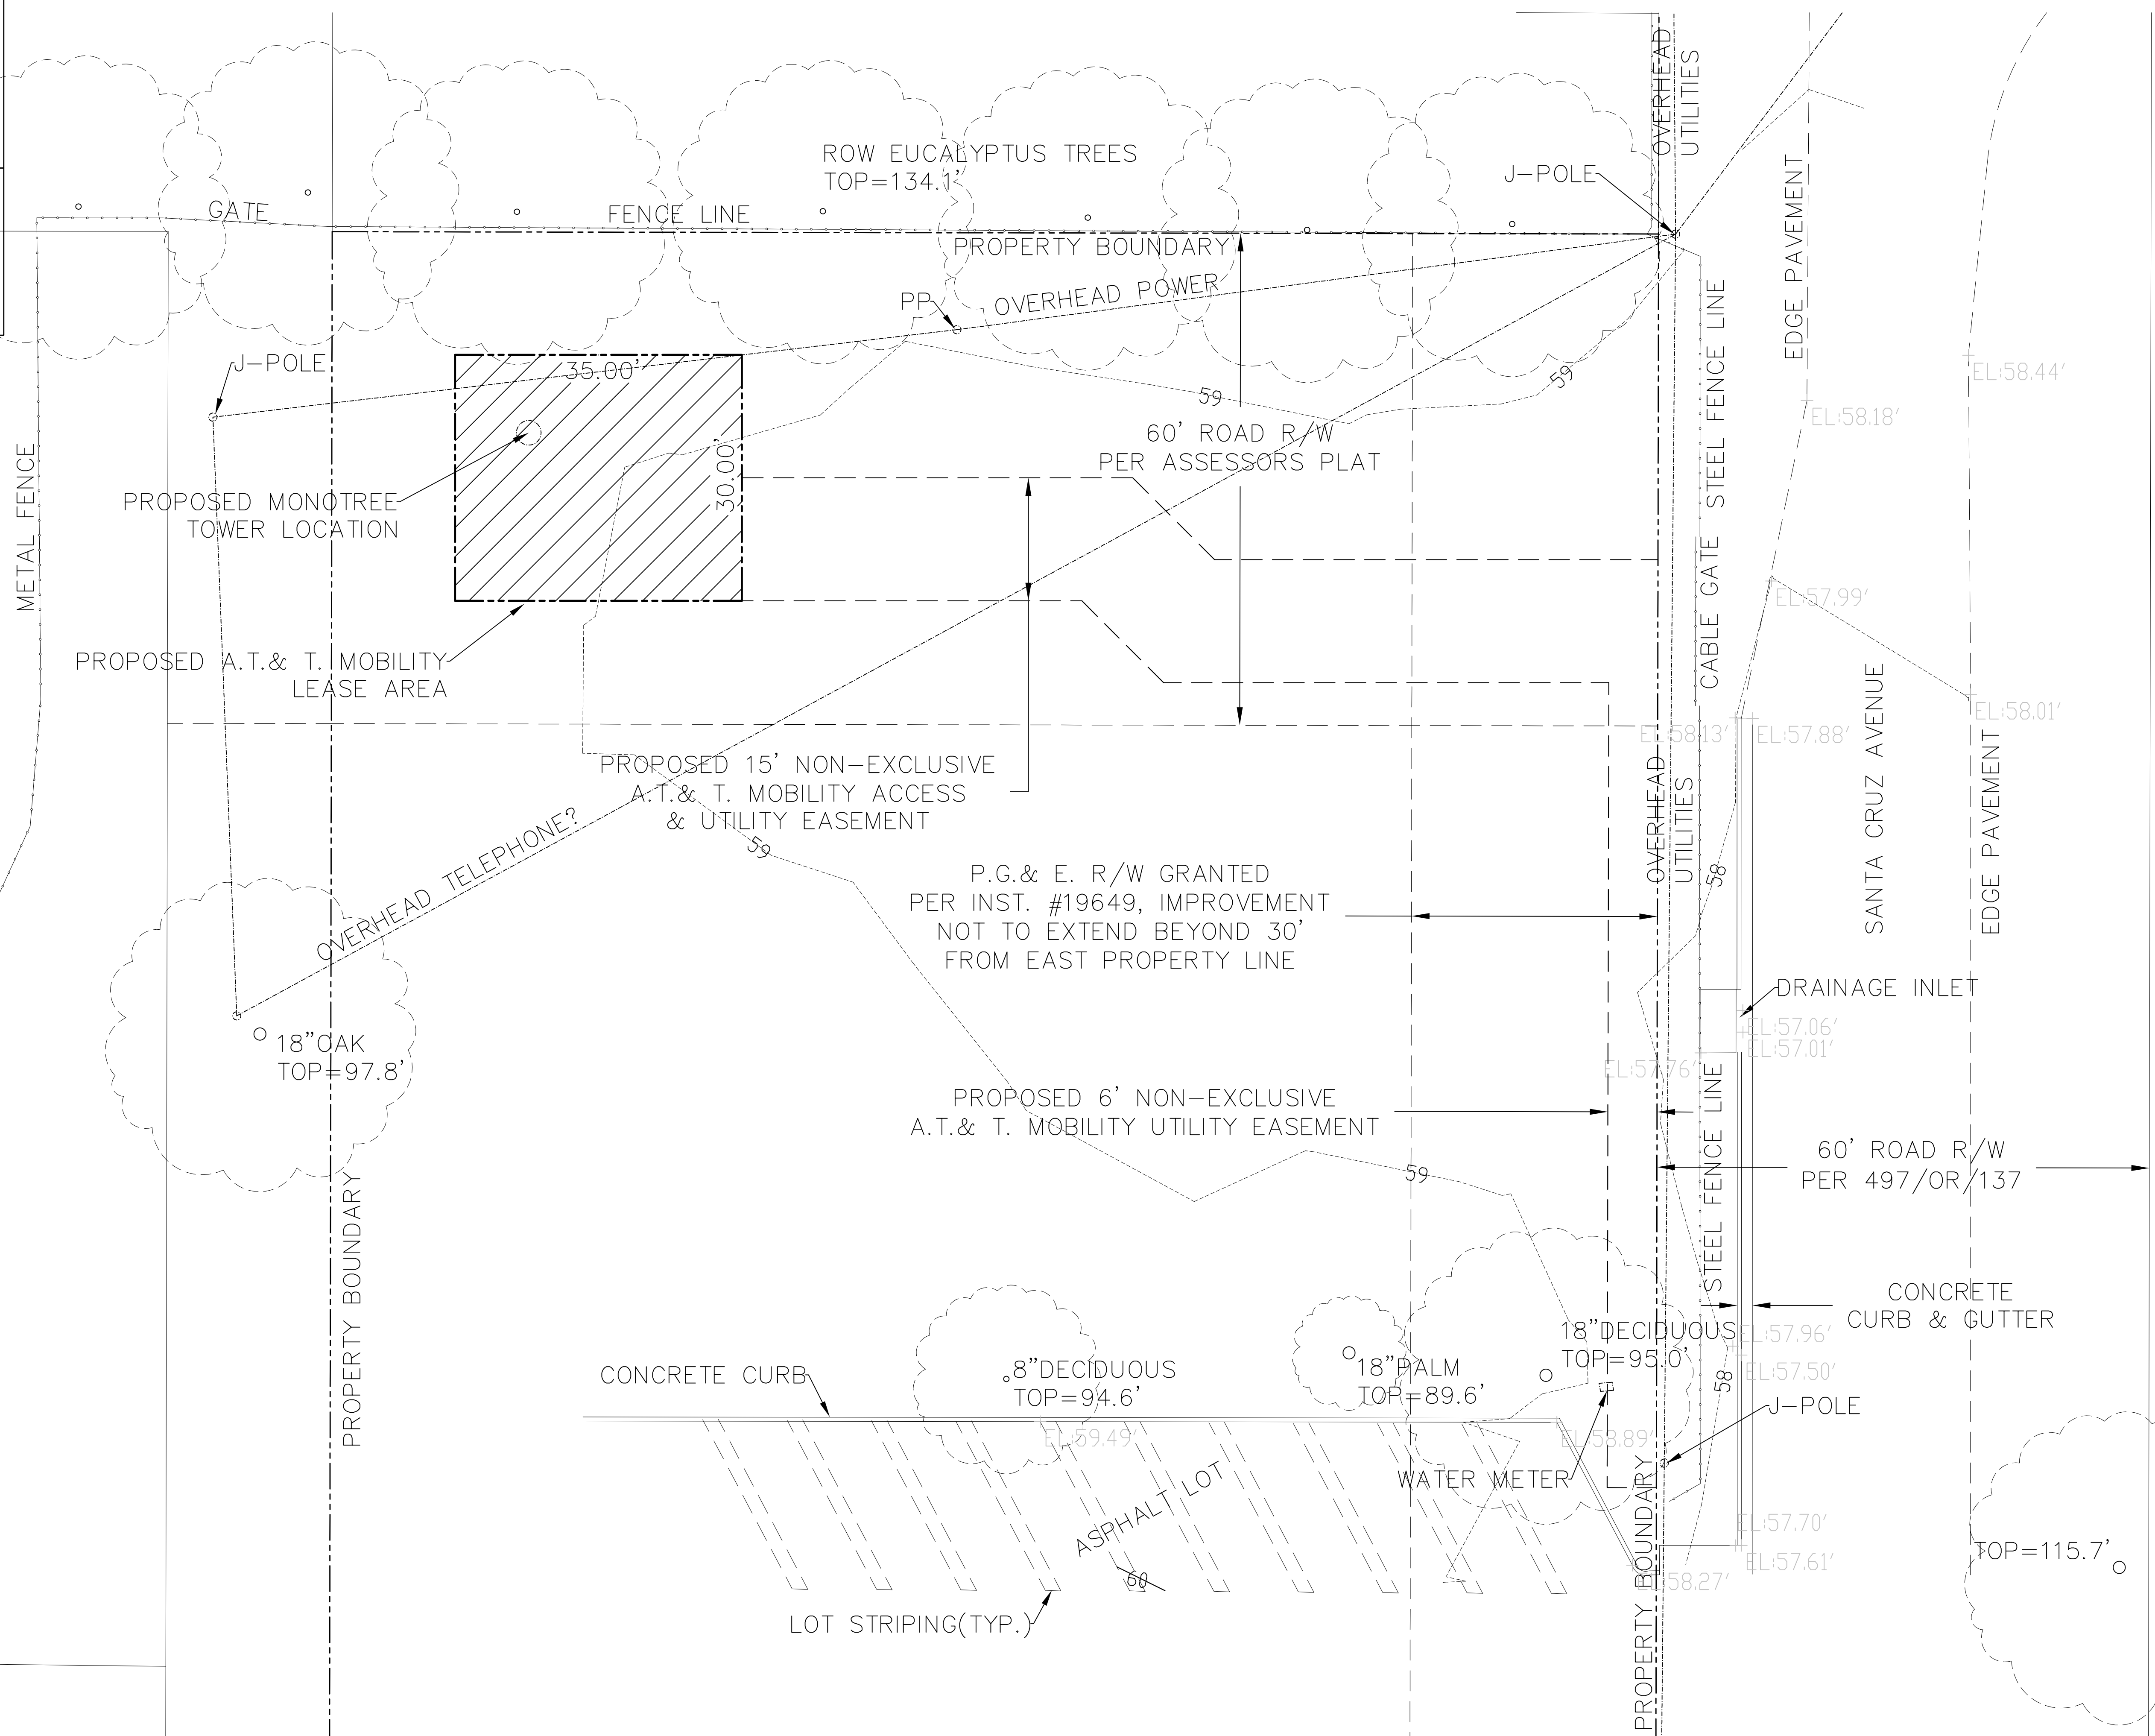 OVERHEAD
UTILITIES
ROW EUCALYPTUS TREES
TOP=134.1'
J-POLE
EDGE PAVEMENT
GATE
FENCE LINE
PROPERTY BOUNDARY
PP
OVERHEAD POWER
STEEL FENCE LINE
J-POLE
35.00'
59
59
EL:58.44'
EL:58.18'
60' ROAD R/W
PER ASSESSORS PLAT
30.00'
METAL FENCE
PROPOSED MONOTREE
TOWER LOCATION
CABLE GATE
EL:57.99'
PROPOSED A.T.& T. MOBILITY
LEASE AREA
SANTA CRUZ AVENUE
EL:58.01'
EL:58.13'
EL:57.88'
PROPOSED 15' NON-EXCLUSIVE
A.T.& T. MOBILITY ACCESS
& UTILITY EASEMENT
OVERHEAD
UTILITIES
EDGE PAVEMENT
59
58
OVERHEAD TELEPHONE?
P.G.& E. R/W GRANTED
PER INST. #19649, IMPROVEMENT
NOT TO EXTEND BEYOND 30'
FROM EAST PROPERTY LINE
DRAINAGE INLET
EL:57.06'
EL:57.01'
18"OAK
TOP=97.8'
EL:57.76'
PROPOSED 6' NON-EXCLUSIVE
A.T.& T. MOBILITY UTILITY EASEMENT
STEEL FENCE LINE
60' ROAD R/W
PER 497/OR/137
59
PROPERTY BOUNDARY
CONCRETE
CURB & GUTTER
18"DECIDUOUS
TOP=95.0'
EL:57.96'
EL:57.50'
CONCRETE CURB
8"DECIDUOUS
TOP=94.6'
18"PALM
TOP=89.6'
58
J-POLE
EL:59.49'
EL:58.89'
WATER METER
ASPHALT LOT
60
PROPERTY BOUNDARY
EL:57.70'
EL:57.61'
TOP=115.7'
EL:58.27'
LOT STRIPING(TYP.)